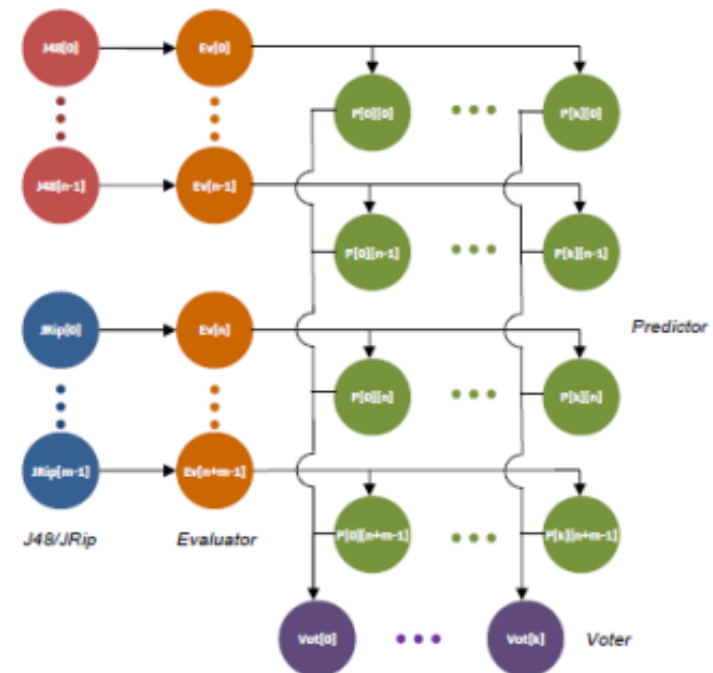 J48[0]
Ev[0]
P[0][0]
P[k][0]
J48[n-1]
Ev[n-1]
P[0][n-1]
P[k][n-1]
JRip[0]
Ev[n]
Predictor
P[0][n]
P[k][n]
JRip[m-1]
Ev[n+m-1]
J48/JRip
Evaluator
P[0][n+m-1]
P[k][n+m-1]
Vot[0]
Vot[k]
Voter